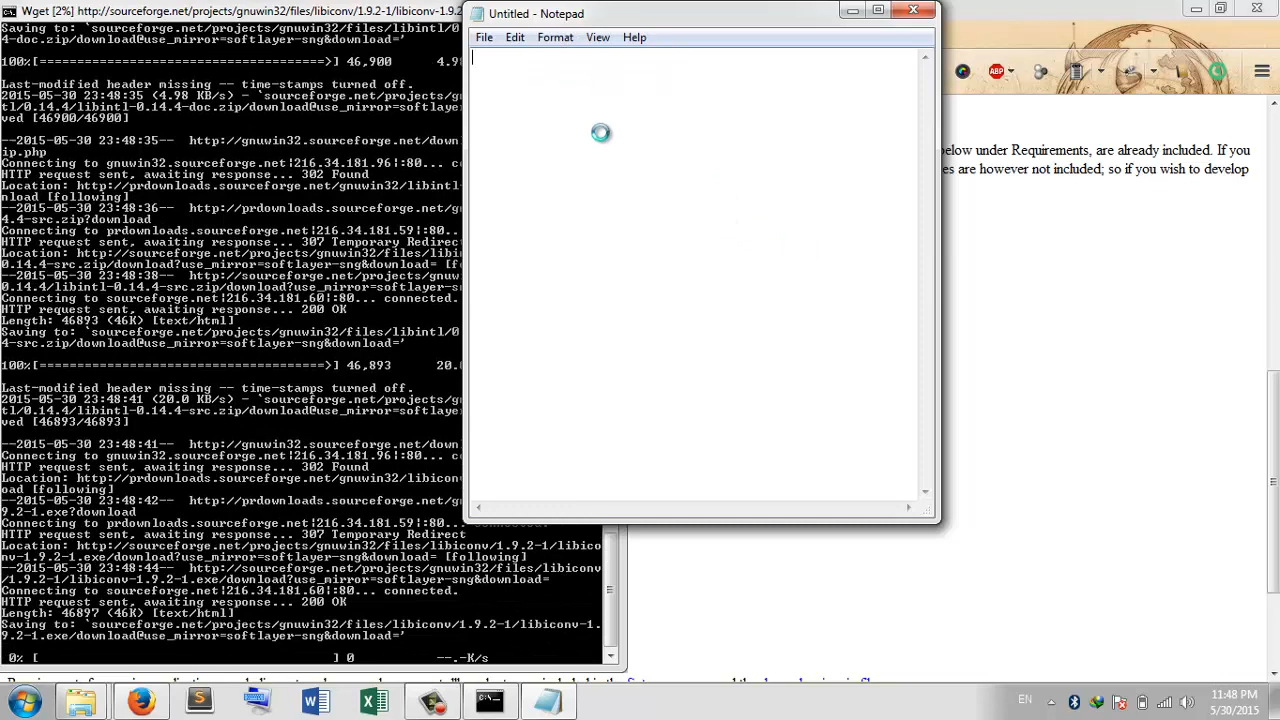 Wget [2%] http://sourceforge.net/projects/gnuwin32/files/libiconv/1.9.2-1/libiconv-1.9.2
Saving to: `sourceforge.net/projects/gnuwin32/files/libintl/0
4-doc.zip/download@use_mirror=softlayer-sng&download='
100%[====================================>] 46,900 4.9
Last-modified header missing -- time-stamps turned off.
2015-05-30 23:48:35 (4.98 KB/s) - `sourceforge.net/projects/g
tl/0.14.4/libintl-0.14.4-doc.zip/download@use_mirror=softlaye
ved [46900/46900]
--2015-05-30 23:48:35-- http://gnuwin32.sourceforge.net/down
ip.php
Connecting to gnuwin32.sourceforge.net|216.34.181.96|:80... c
HTTP request sent, awaiting response... 302 Found
Location: http://prdownloads.sourceforge.net/gnuwin32/libintl
nload [following]
--2015-05-30 23:48:36-- http://prdownloads.sourceforge.net/g
4.4-src.zip?download
Connecting to prdownloads.sourceforge.net|216.34.181.59|:80..
HTTP request sent, awaiting response... 307 Temporary Redirect
Location: http://sourceforge.net/projects/gnuwin32/files/libi
0.14.4-src.zip/download?use_mirror=softlayer-sng&download= [f
--2015-05-30 23:48:38-- http://sourceforge.net/projects/gnuw
0.14.4/libintl-0.14.4-src.zip/download?use_mirror=softlayer-s
Connecting to sourceforge.net|216.34.181.60|:80... connected.
HTTP request sent, awaiting response... 200 OK
Length: 46893 (46K) [text/html]
Saving to: `sourceforge.net/projects/gnuwin32/files/libintl/0
4-src.zip/download@use_mirror=softlayer-sng&download='
100%[====================================>] 46,893 20.
Last-modified header missing -- time-stamps turned off.
2015-05-30 23:48:41 (20.0 KB/s) - `sourceforge.net/projects/g
tl/0.14.4/libintl-0.14.4-src.zip/download@use_mirror=softlaye
ved [46893/46893]
--2015-05-30 23:48:41-- http://gnuwin32.sourceforge.net/down
Connecting to gnuwin32.sourceforge.net|216.34.181.96|:80... c
HTTP request sent, awaiting response... 302 Found
Location: http://prdownloads.sourceforge.net/gnuwin32/libicon
oad [following]
--2015-05-30 23:48:42-- http://prdownloads.sourceforge.net/g
9.2-1.exe?download
Connecting to prdownloads.sourceforge.net|216.34.181.59|:80... connected.
HTTP request sent, awaiting response... 307 Temporary Redirect
Location: http://sourceforge.net/projects/gnuwin32/files/libiconv/1.9.2-1/libico
nv-1.9.2-1.exe/download?use_mirror=softlayer-sng&download= [following]
--2015-05-30 23:48:44-- http://sourceforge.net/projects/gnuwin32/files/libiconv
/1.9.2-1/libiconv-1.9.2-1.exe/download?use_mirror=softlayer-sng&download=
Connecting to sourceforge.net|216.34.181.60|:80... connected.
HTTP request sent, awaiting response... 200 OK
Length: 46897 (46K) [text/html]
Saving to: `sourceforge.net/projects/gnuwin32/files/libiconv/1.9.2-1/libiconv-1.
9.2-1.exe/download@use_mirror=softlayer-sng&download='
0% [ ] 0 --.-K/s
Untitled - Notepad
File Edit Format View Help
ABP
below under Requirements, are already included. If you
es are however not included; so if you wish to develop
EN
11:48 PM
5/30/2015